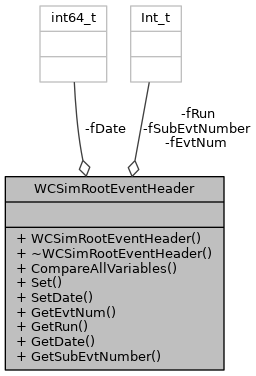 int64_t
Int_t
-fRun
-fDate
-fSubEvtNumber
-fEvtNum
WCSimRootEventHeader
+ WCSimRootEventHeader()
+ ~WCSimRootEventHeader()
+ CompareAllVariables()
+ Set()
+ SetDate()
+ GetEvtNum()
+ GetRun()
+ GetDate()
+ GetSubEvtNumber()